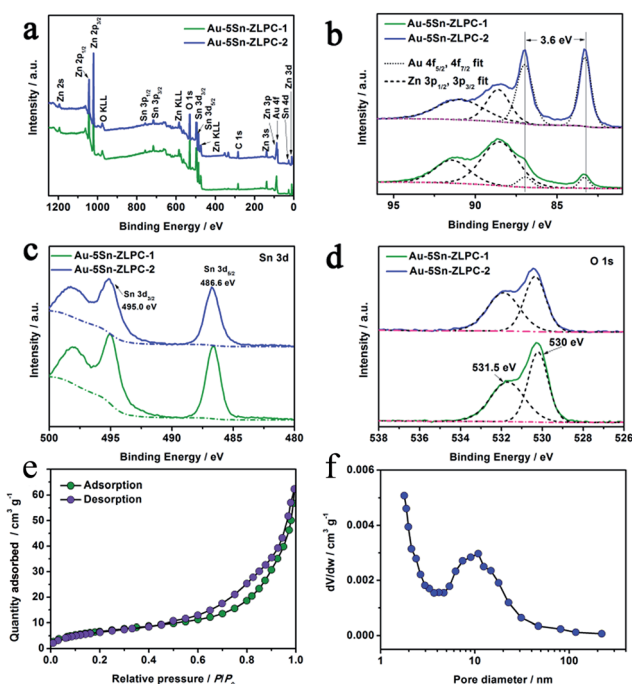 a
Au-5Sn-ZLPC-1
Au-5Sn-ZLPC-2
Zn 2s
Zn 2p1/2
Zn 2p3/2
O KLL
Sn 3p1/2
Sn 3p3/2
Zn KLL
O 1s
Sn 3d3/2
Sn 3d5/2
Zn KLL
C 1s
Zn 3s
Zn 3p
Au 4f
Sn 4d
Zn 3d
Intensity / a.u.
1250 1000 750 500 250 0
Binding Energy / eV
b
Au-5Sn-ZLPC-1
Au-5Sn-ZLPC-2
Au 4f5/2, 4f7/2 fit
Zn 3p1/2, 3p3/2 fit
3.6 eV
Intensity / a.u.
95 90 85
Binding Energy / eV
c
Au-5Sn-ZLPC-1
Au-5Sn-ZLPC-2
Sn 3d
Sn 3d3/2
495.0 eV
Sn 3d5/2
486.6 eV
Intensity / a.u.
500 495 490 485 480
Binding Energy / eV
d
Au-5Sn-ZLPC-1
Au-5Sn-ZLPC-2
O 1s
531.5 eV
530 eV
Intensity / a.u.
538 536 534 532 530 528 526
Binding Energy / eV
e
Adsorption
Desorption
Quantity adsorbed / cm3 g-1
60
50
40
30
20
10
0
0.0 0.2 0.4 0.6 0.8 1.0
Relative pressure / P/P0
f
dV/dw / cm3 g-1
0.006
0.004
0.002
0.000
1 10 100
Pore diameter / nm